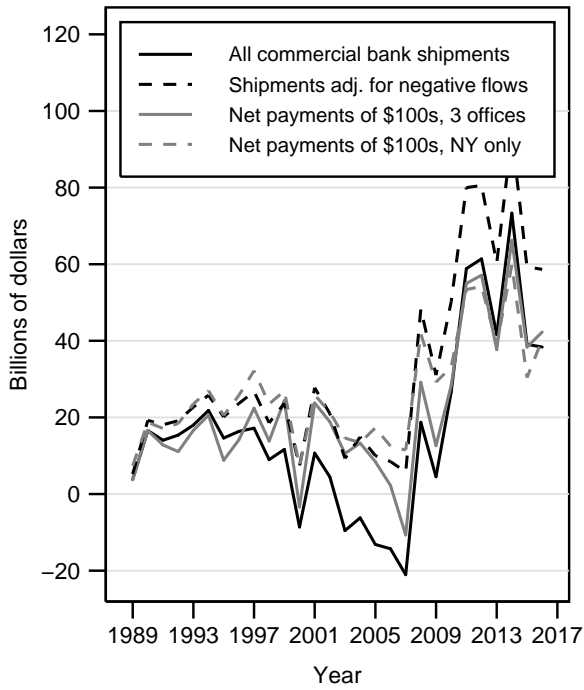 120
100
80
60
40
20
0
−20
Billions of dollars
All commercial bank shipments
Shipments adj. for negative flows
Net payments of $100s, 3 offices
Net payments of $100s, NY only
1989 1993 1997 2001 2005 2009 2013 2017
Year